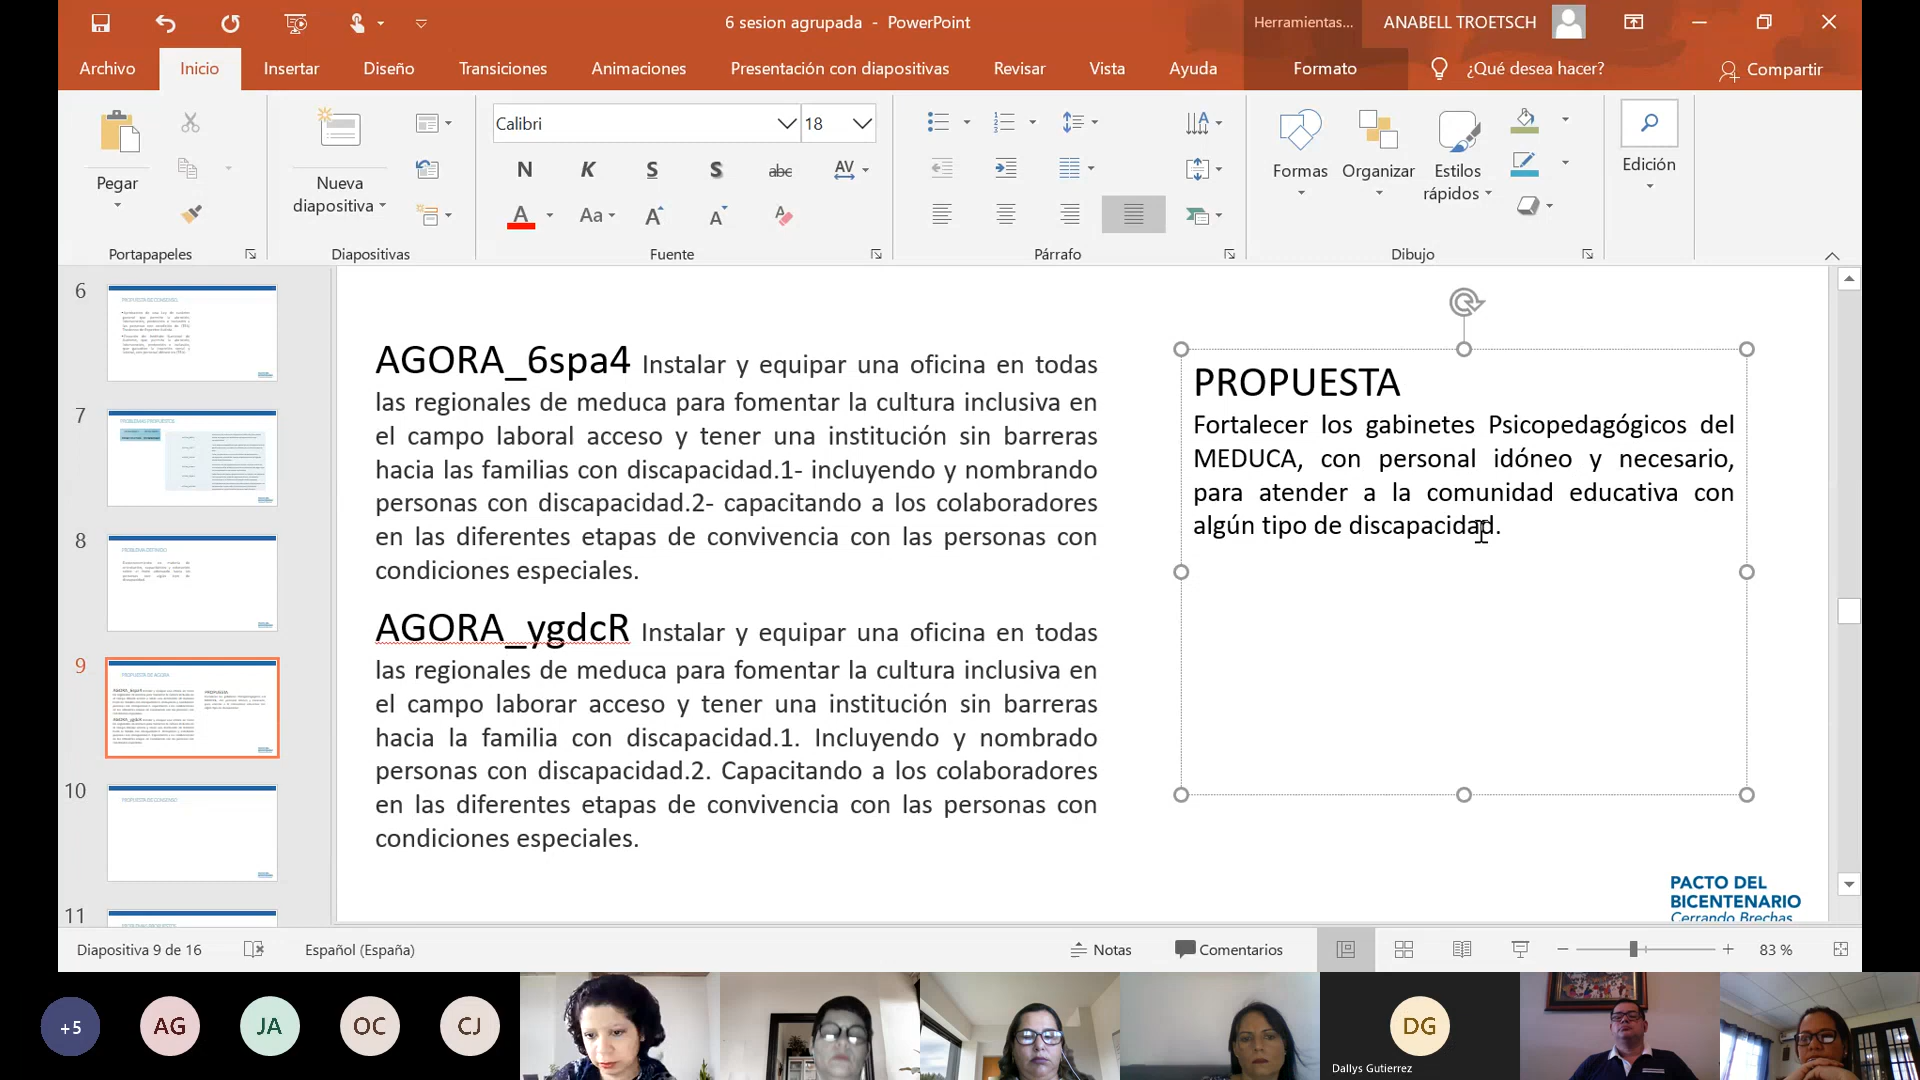 6 sesion agrupada - PowerPoint
Herramientas...
ANABELL TROETSCH
Archivo
Inicio
Insertar
Diseño
Transiciones
Animaciones
Presentación con diapositivas
Revisar
Vista
Ayuda
Formato
¿Qué desea hacer?
Compartir
Pegar
Nueva
diapositiva
Calibri
18
N K S S abc AV
A Aa A A
Formas
Organizar
Estilos
rápidos
Edición
Portapapeles
Diapositivas
Fuente
Párrafo
Dibujo
6
7
8
9
10
11
AGORA_6spa4 Instalar y equipar una oficina en todas
las regionales de meduca para fomentar la cultura inclusiva en
el campo laboral acceso y tener una institución sin barreras
hacia las familias con discapacidad.1- incluyendo y nombrando
personas con discapacidad.2- capacitando a los colaboradores
en las diferentes etapas de convivencia con las personas con
condiciones especiales.
AGORA_ygdcR Instalar y equipar una oficina en todas
las regionales de meduca para fomentar la cultura inclusiva en
el campo laborar acceso y tener una institución sin barreras
hacia la familia con discapacidad.1. Incluyendo y nombrado
personas con discapacidad.2. Capacitando a los colaboradores
en las diferentes etapas de convivencia con las personas con
condiciones especiales.
PROPUESTA
Fortalecer los gabinetes Psicopedagógicos del
MEDUCA, con personal idóneo y necesario,
para atender a la comunidad educativa con
algún tipo de discapacidad.
PACTO DEL
BICENTENARIO
Cerrando Brechas
Diapositiva 9 de 16
Español (España)
Notas
Comentarios
83 %
+5
AG
JA
OC
CJ
DG
Dallys Gutierrez